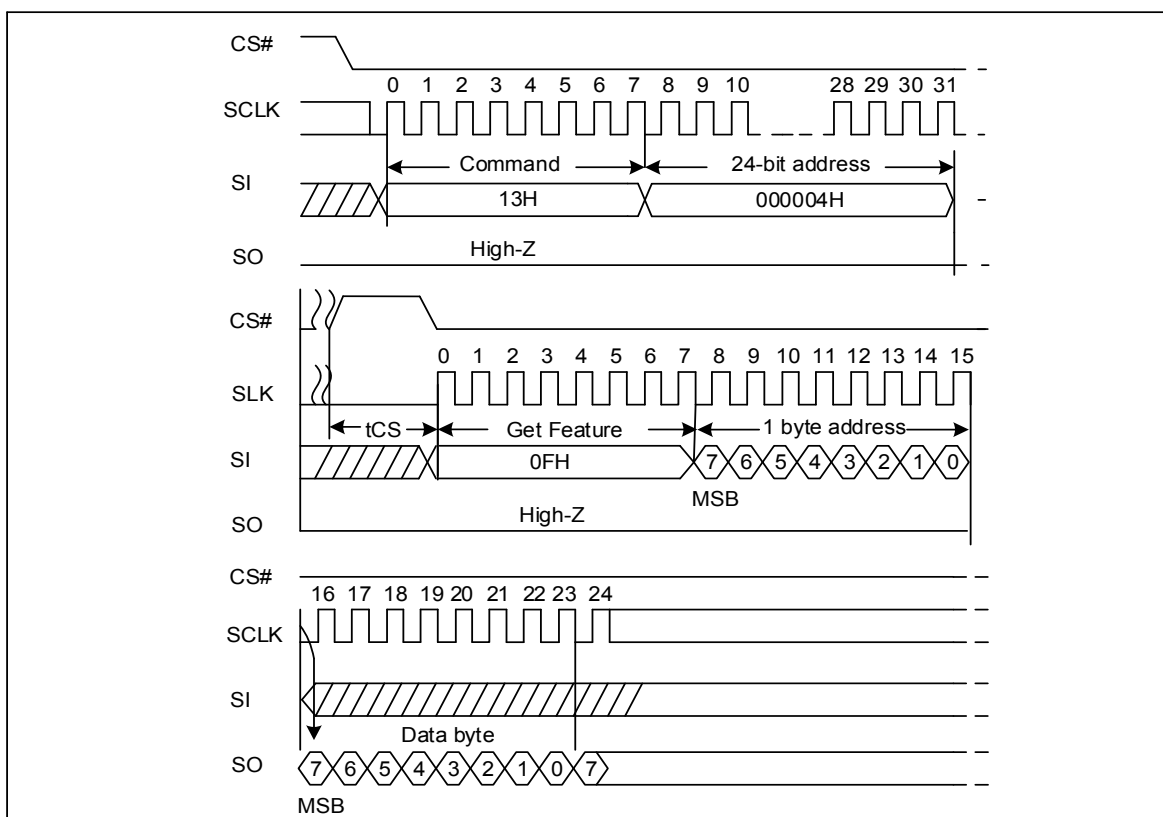 CS#
0 1 2 3 4 5 6 7 8 9 10 28 29 30 31
SCLK
Command 24-bit address
SI
13H 000004H
High-Z
SO
CS#
0 1 2 3 4 5 6 7 8 9 10 11 12 13 14 15
SLK
tCS Get Feature 1 byte address
SI
0FH 7 6 5 4 3 2 1 0
MSB
High-Z
SO
CS#
16 17 18 19 20 21 22 23 24
SCLK
SI
Data byte
SO
7 6 5 4 3 2 1 0 7
MSB